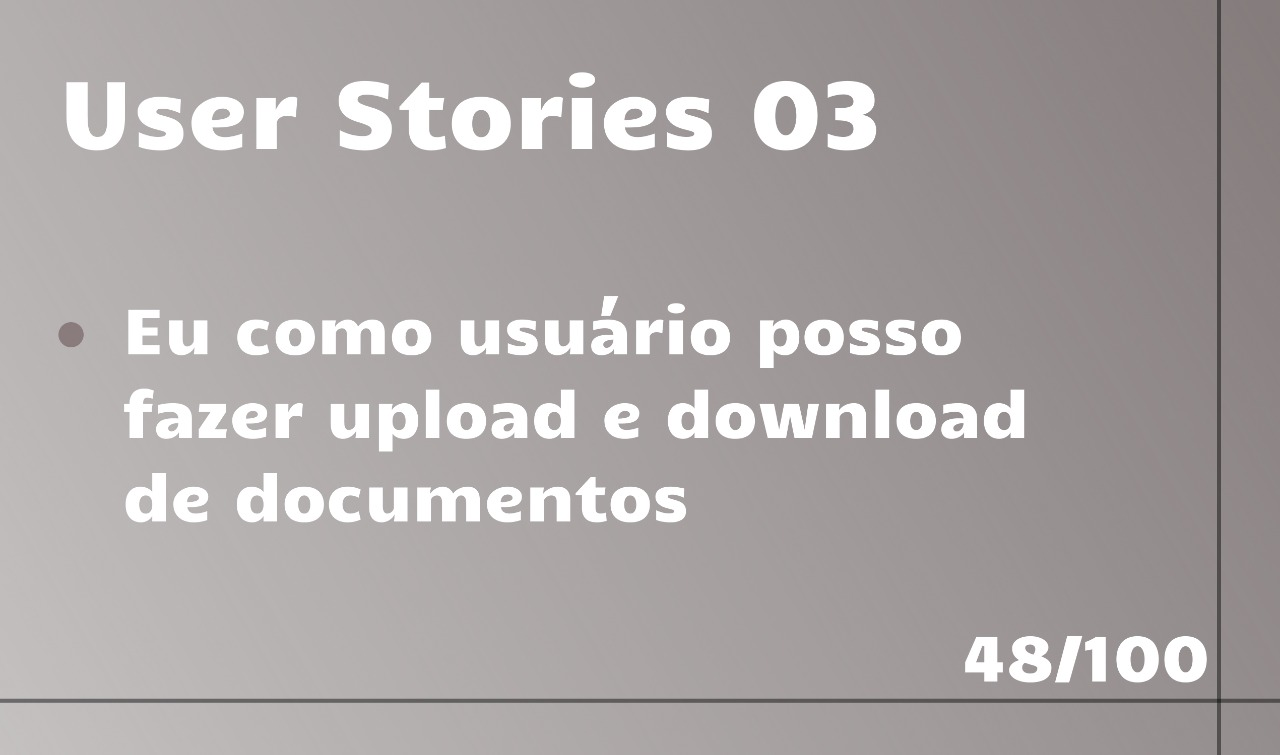 User Stories 03
• Eu como usuário posso
fazer upload e download
de documentos
48/100